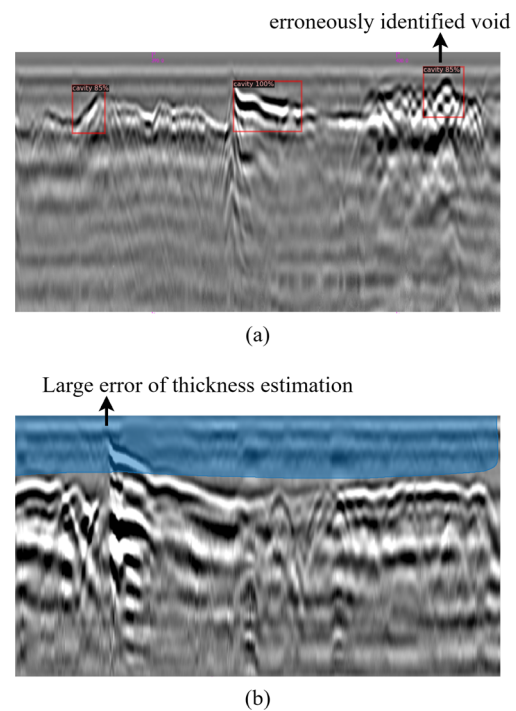 erroneously identified void
cavity 85%
cavity 85%
cavity 100%
(a)
Large error of thickness estimation
(b)